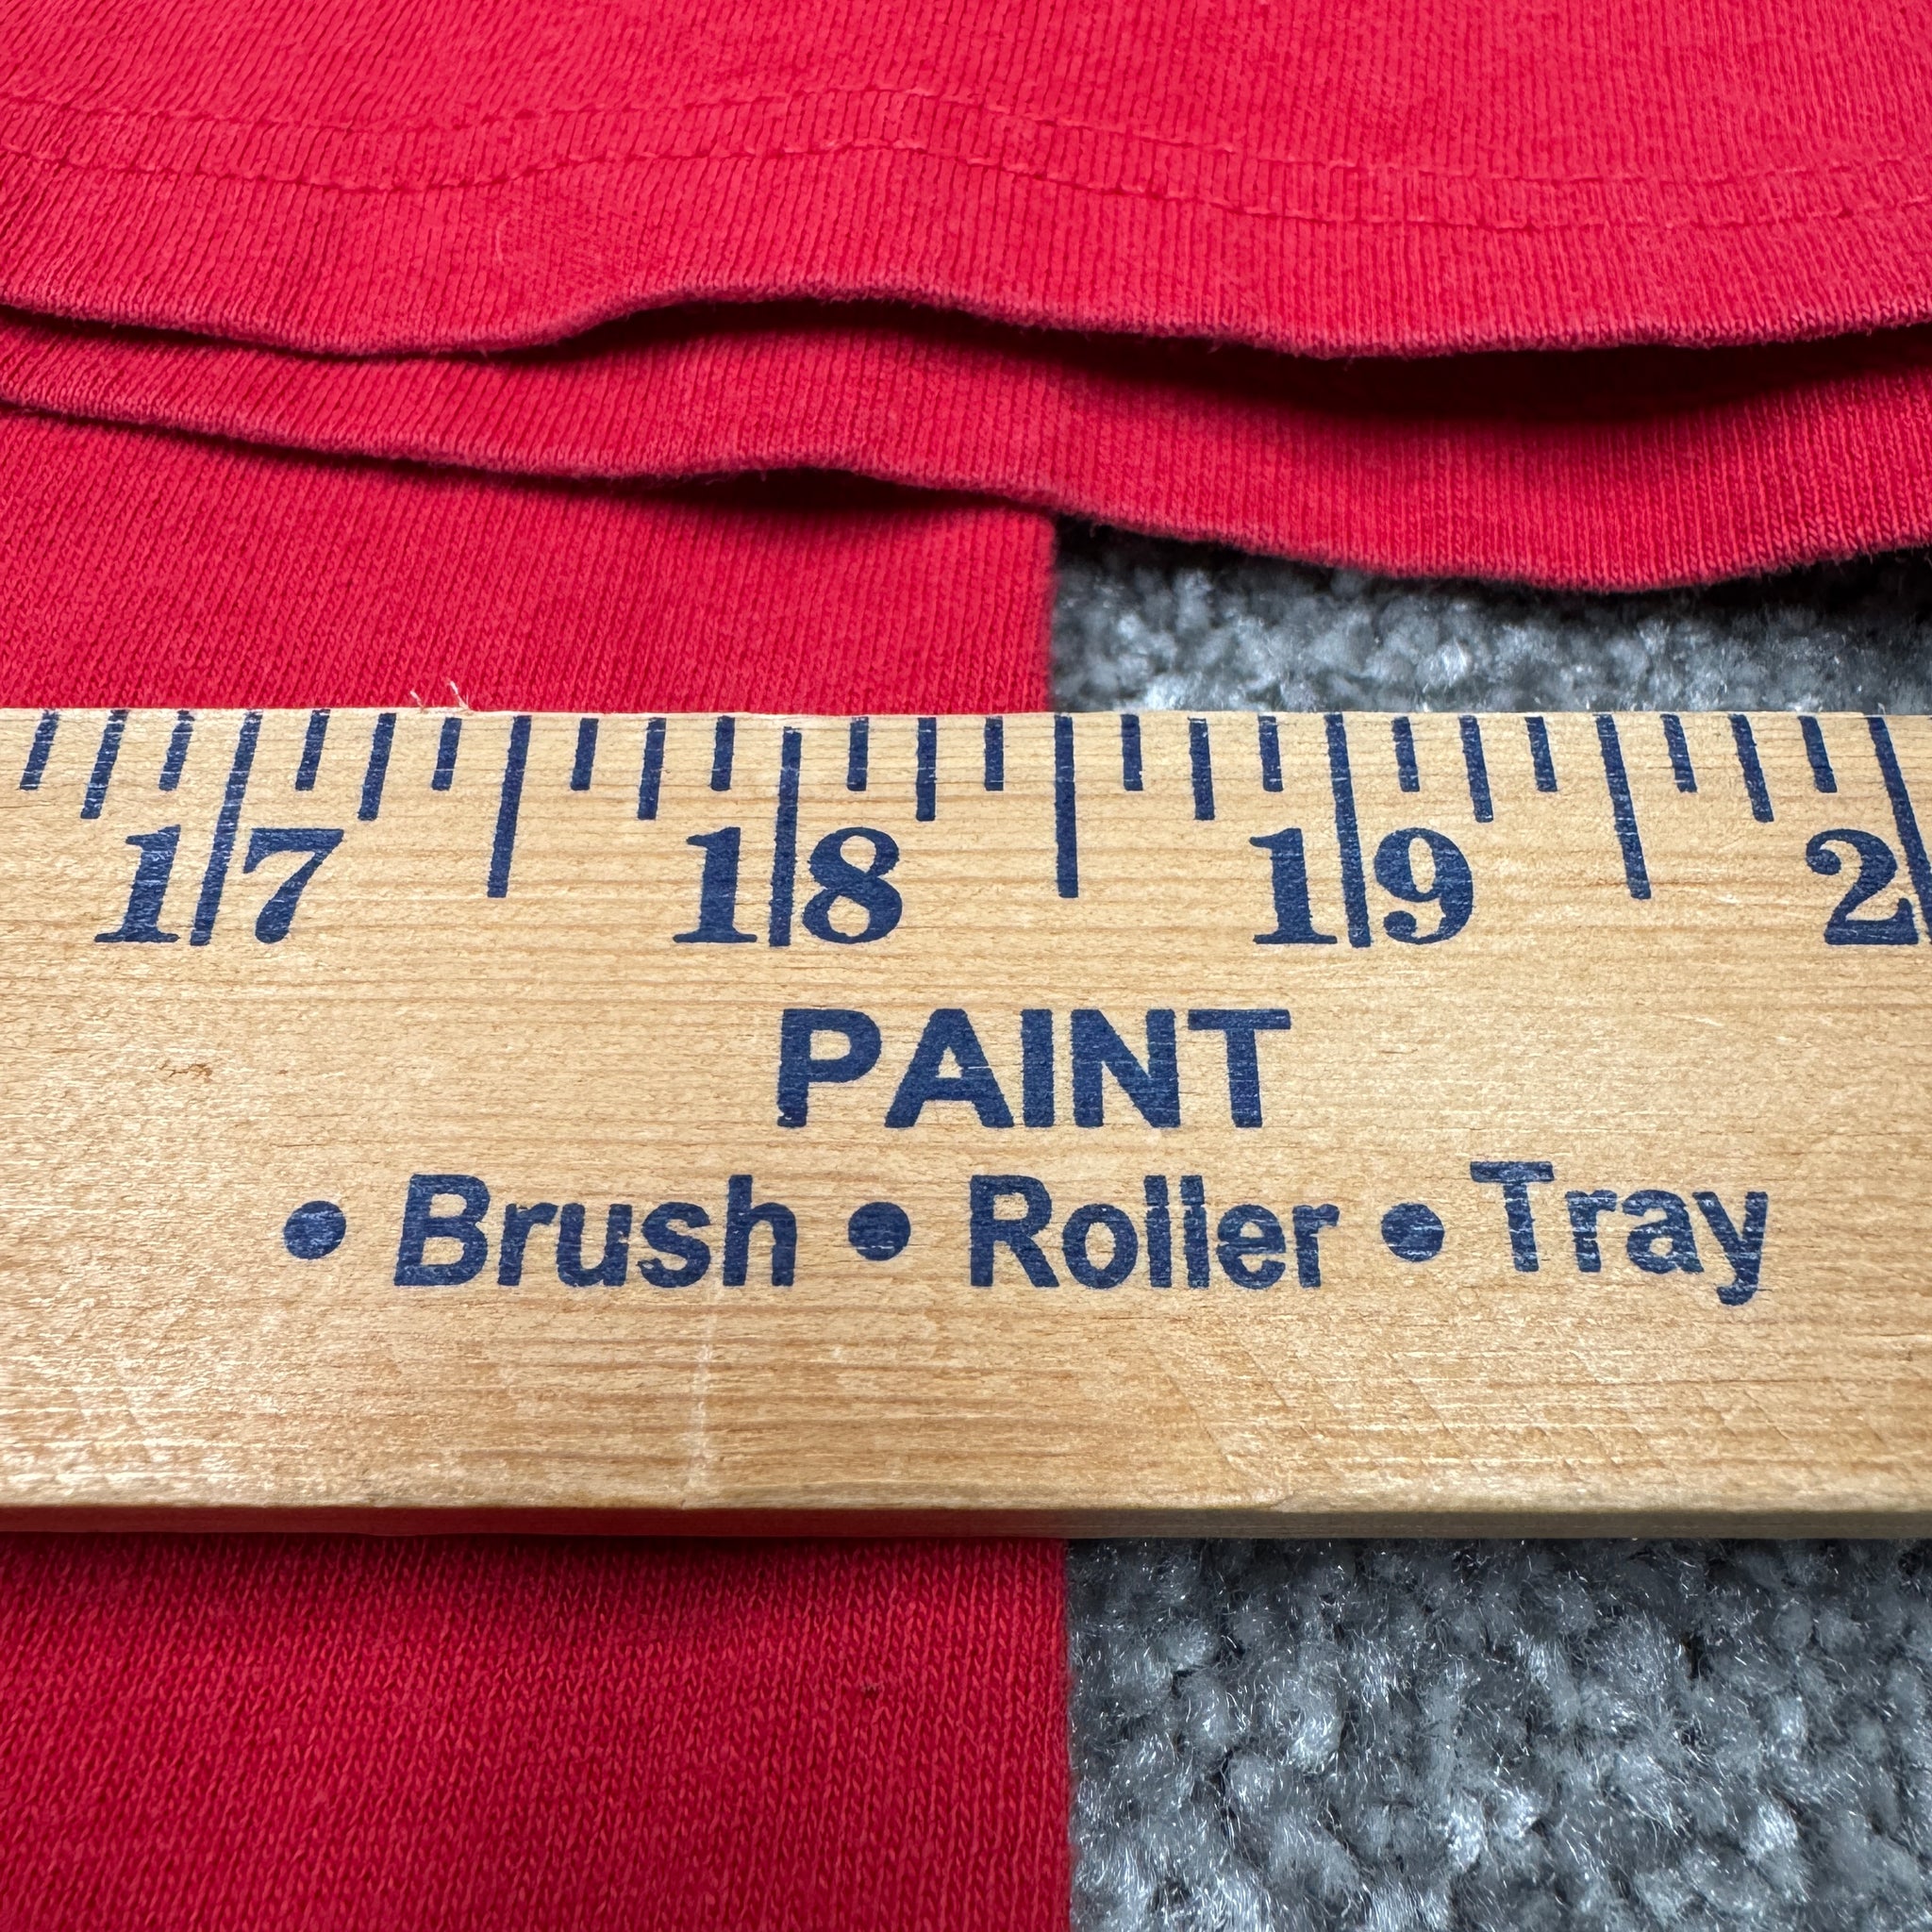 17 18 19 2
PAINT
• Brush • Roller • Tray